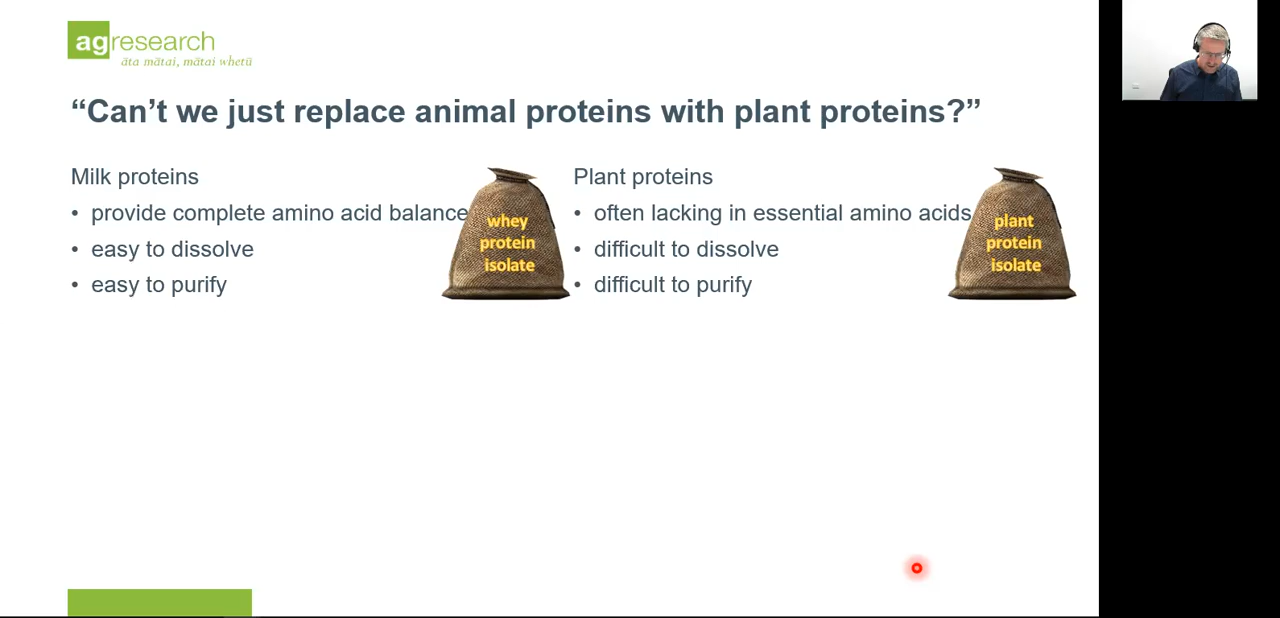 agresearch
āta mātai, mātai whetū
“Can’t we just replace animal proteins with plant proteins?”
Milk proteins
• provide complete amino acid balance
• easy to dissolve
• easy to purify
whey
protein
isolate
Plant proteins
• often lacking in essential amino acids
• difficult to dissolve
• difficult to purify
plant
protein
isolate